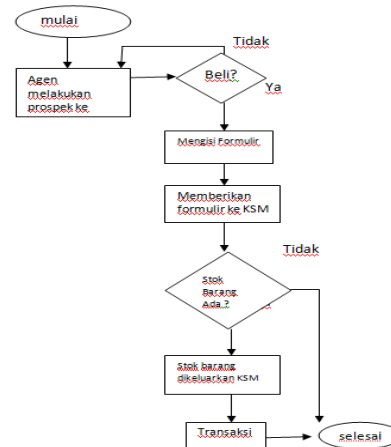 mulai
Tidak
Agen
melakukan
prospek ke
Beli?
Ya
Mengisi Formulir
Memberikan
formulir ke KSM
Tidak
Stok
Barang
Ada ?
Stok barang
dikeluarkan KSM
Transaksi
selesai